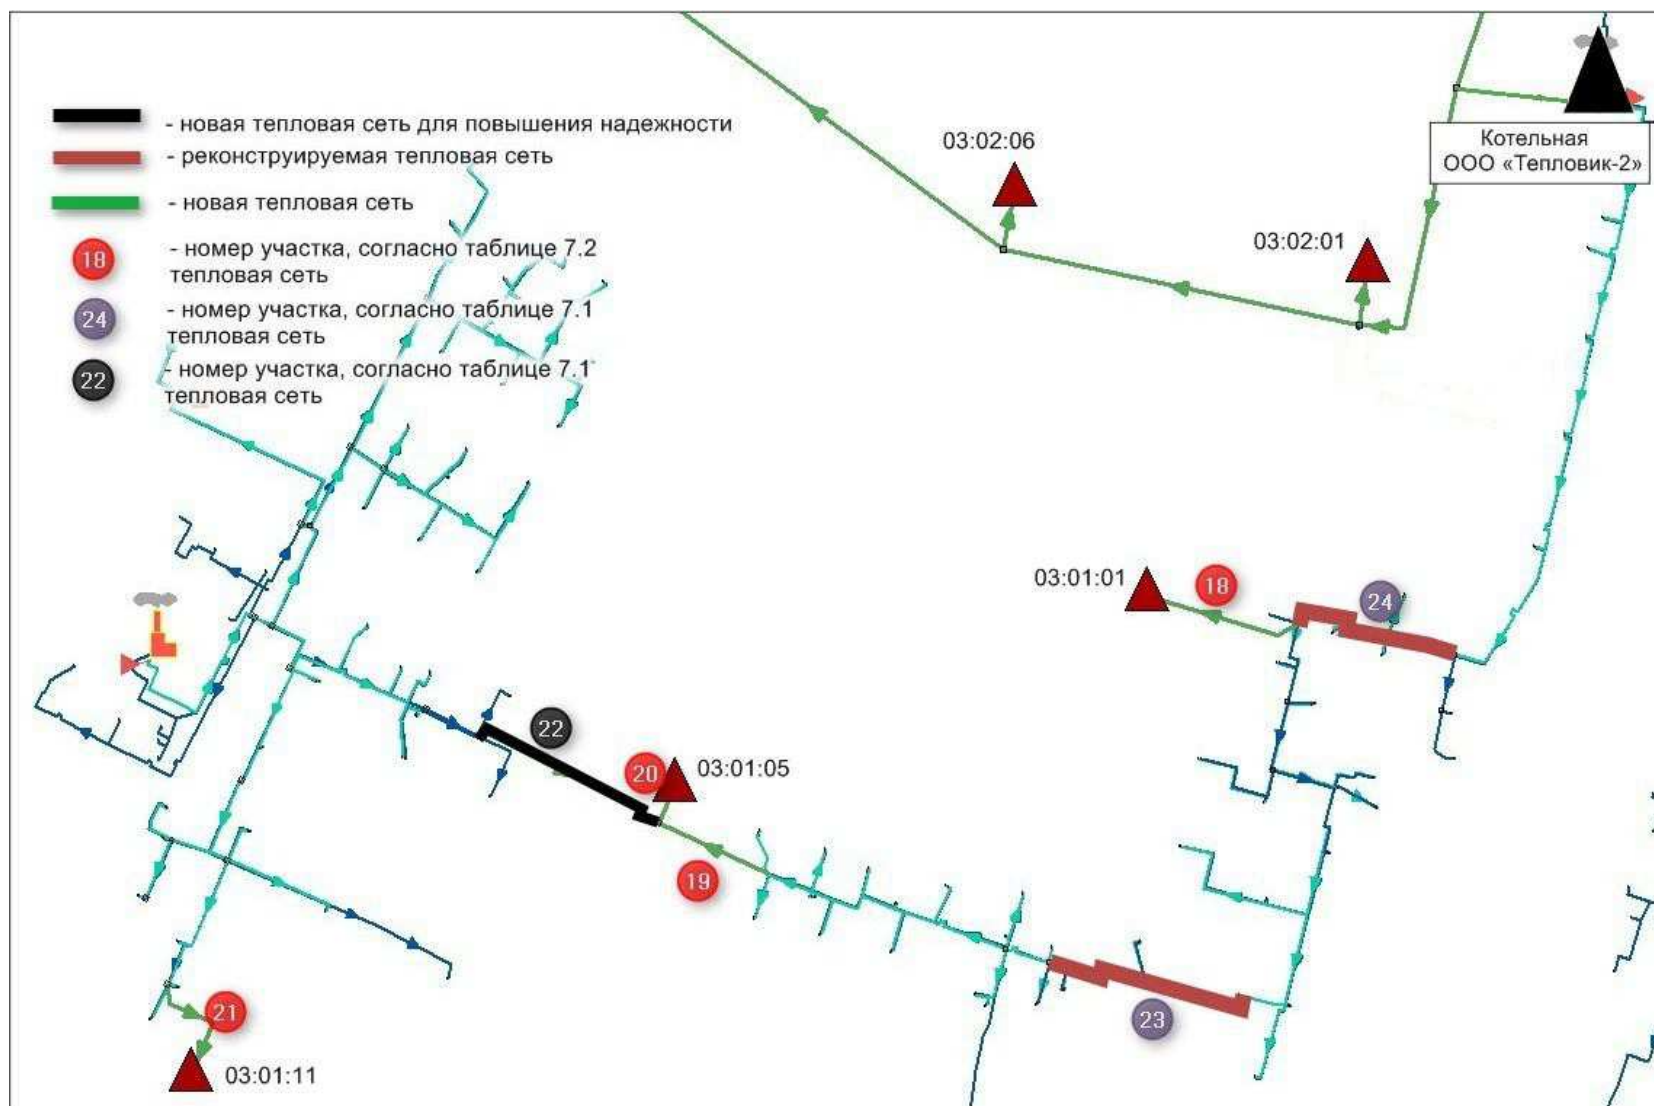 - новая тепловая сеть для повышения надежности
- реконструируемая тепловая сеть
- новая тепловая сеть
18 - номер участка, согласно таблице 7.2
тепловая сеть
24 - номер участка, согласно таблице 7.1
тепловая сеть
22 - номер участка, согласно таблице 7.1
тепловая сеть
03:02:06
Котельная
ООО «Тепловик-2»
03:02:01
03:01:01
18
24
22
20
03:01:05
19
21
23
03:01:11